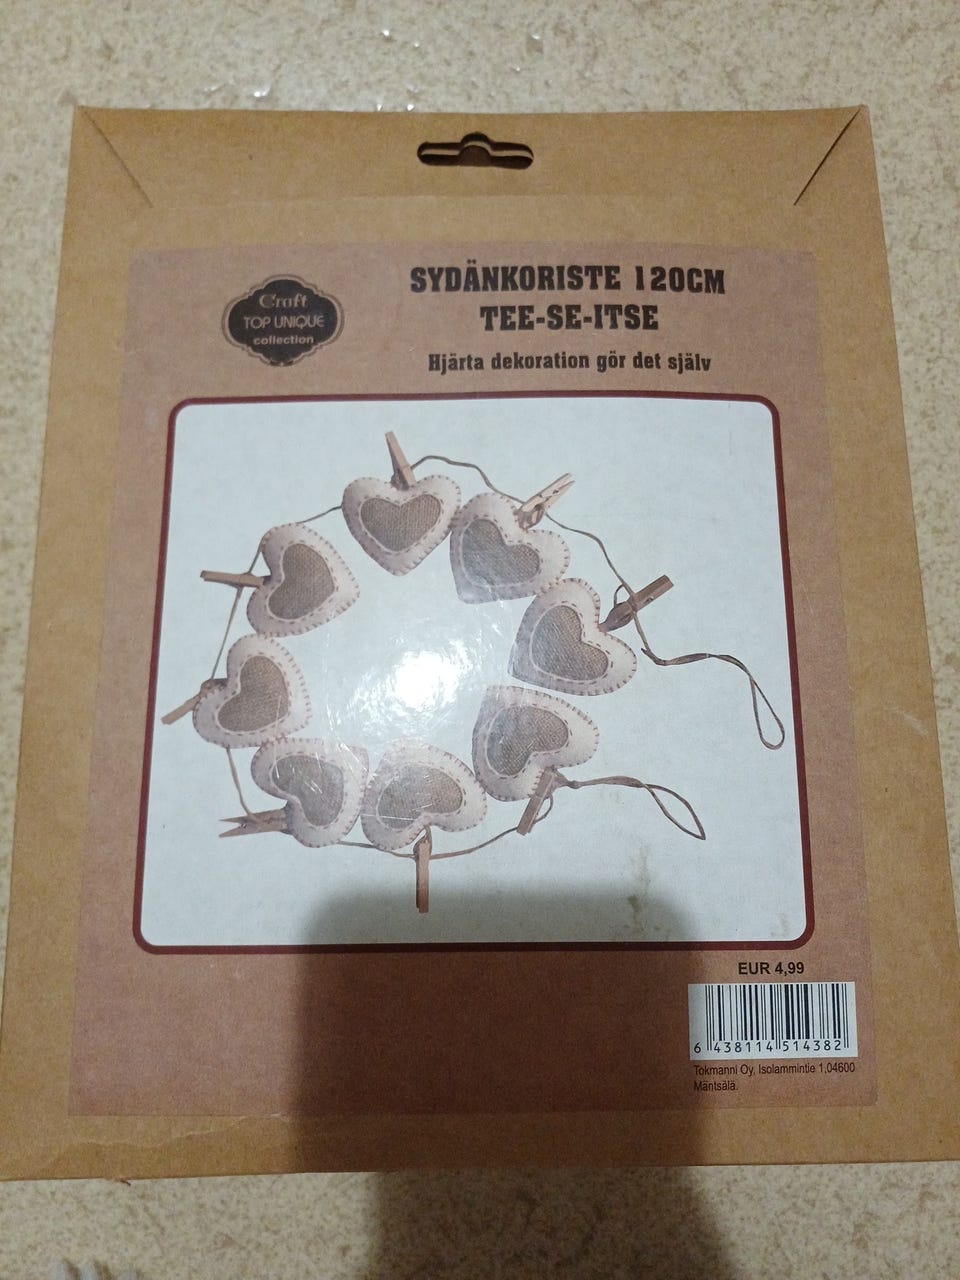 Craft
TOP UNIQUE
collection
SYDÄNKORISTE 120CM
TEE-SE-ITSE
Hjärta dekoration gör det själv
EUR 4,99
6 438114 514382
Tokmanni Oy, Isolammintie 1,04600
Mäntsälä.